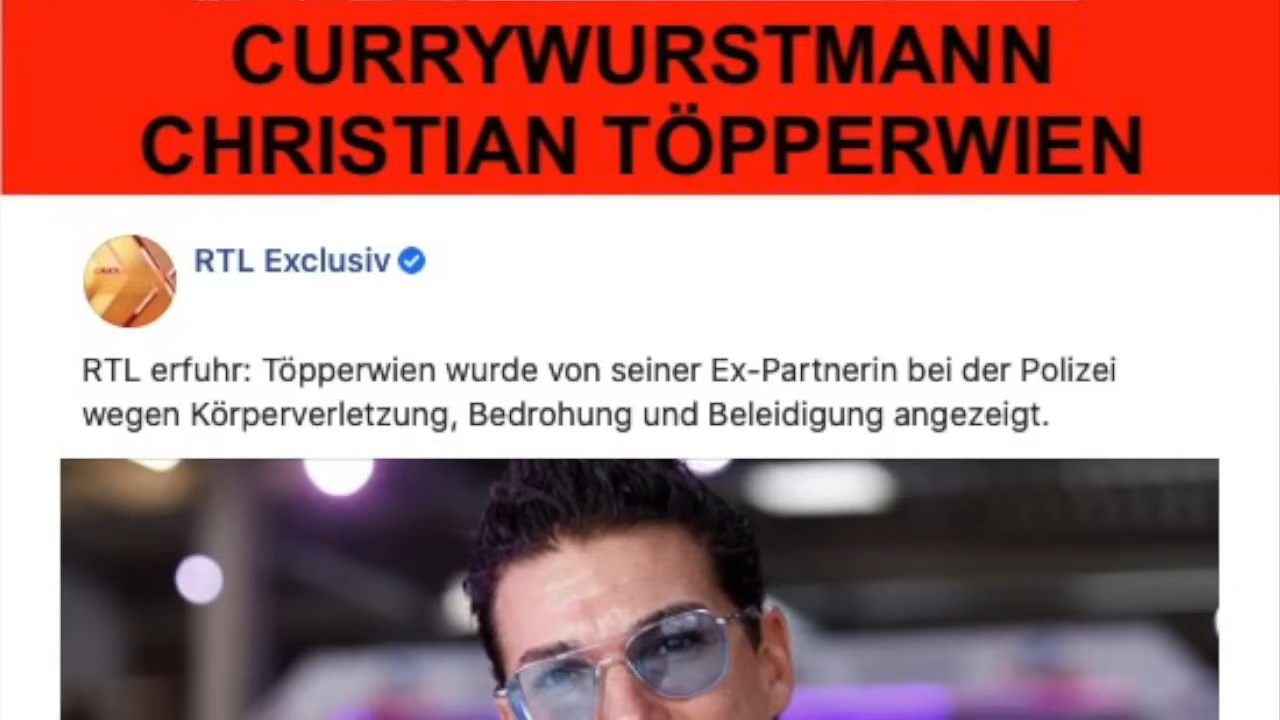 CURRYWURSTMANN
CHRISTIAN TÖPPERWIEN
RTL Exclusiv
RTL erfuhr: Töpperwien wurde von seiner Ex-Partnerin bei der Polizei
wegen Körperverletzung, Bedrohung und Beleidigung angezeigt.